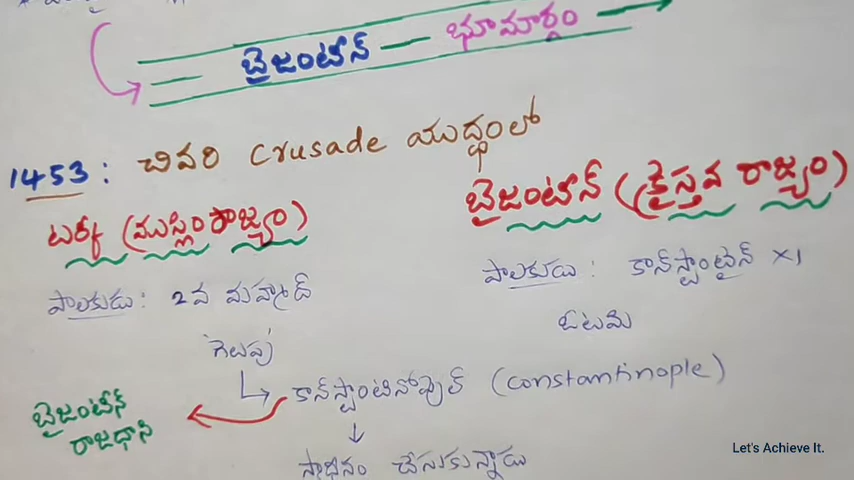 బైజంటీన్ — భూమార్గం
1453 : చివరి Crusade యుద్ధంలో
టర్కీ (ముస్లింరాజ్యం)
బైజంటీన్ (క్రైస్తవ రాజ్యం)
పాలకుడు : 2వ మహ్మద్
పాలకుడు : కాన్‌స్టాంటైన్ XI
గెలుపు
ఓటమి
కాన్‌స్టాంటినోపుల్ (constantinople)
బైజంటీన్
రాజధాని
స్వాధీనం చేసుకున్నాడు
Let's Achieve It.